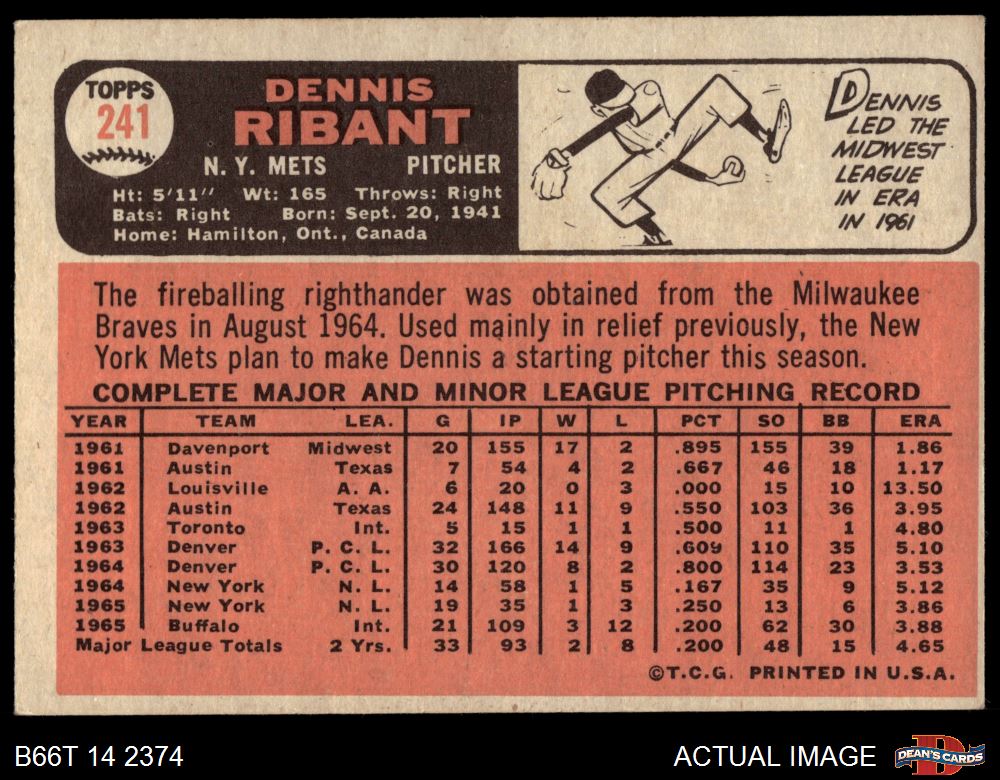 TOPPS
241
DENNIS
RIBANT
N. Y. METS PITCHER
Ht: 5'11" Wt: 165 Throws: Right
Bats: Right Born: Sept. 20, 1941
Home: Hamilton, Ont., Canada
DENNIS
LED THE
MIDWEST
LEAGUE
IN ERA
IN 1961
The fireballing righthander was obtained from the Milwaukee
Braves in August 1964. Used mainly in relief previously, the New
York Mets plan to make Dennis a starting pitcher this season.
COMPLETE MAJOR AND MINOR LEAGUE PITCHING RECORD
YEAR TEAM LEA. G IP W L PCT SO BB ERA
1961 Davenport Midwest 20 155 17 2 .895 155 39 1.86
1961 Austin Texas 7 54 4 2 .667 46 18 1.17
1962 Louisville A. A. 6 20 0 3 .000 15 10 13.50
1962 Austin Texas 24 148 11 9 .550 103 36 3.95
1963 Toronto Int. 5 15 1 1 .500 11 1 4.80
1963 Denver P. C. L. 32 166 14 9 .609 110 35 5.10
1964 Denver P. C. L. 30 120 8 2 .800 114 23 3.53
1964 New York N. L. 14 58 1 5 .167 35 9 5.12
1965 New York N. L. 19 35 1 3 .250 13 6 3.86
1965 Buffalo Int. 21 109 3 12 .200 62 30 3.88
Major League Totals 2 Yrs. 33 93 2 8 .200 48 15 4.65
©T.C.G. PRINTED IN U.S.A.
B66T 14 2374 ACTUAL IMAGE D DEAN'S CARDS